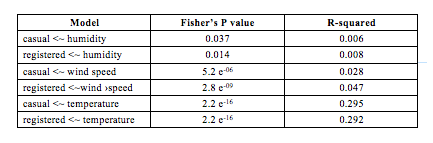 Model Fisher's P value R-squared
casual <~ humidity 0.037 0.006
registered <~ humidity 0.014 0.008
casual <~ wind speed 5.2 e-06 0.028
registered <~wind >speed 2.8 e-09 0.047
casual <~ temperature 2.2 e-16 0.295
registered <~ temperature 2.2 e-16 0.292